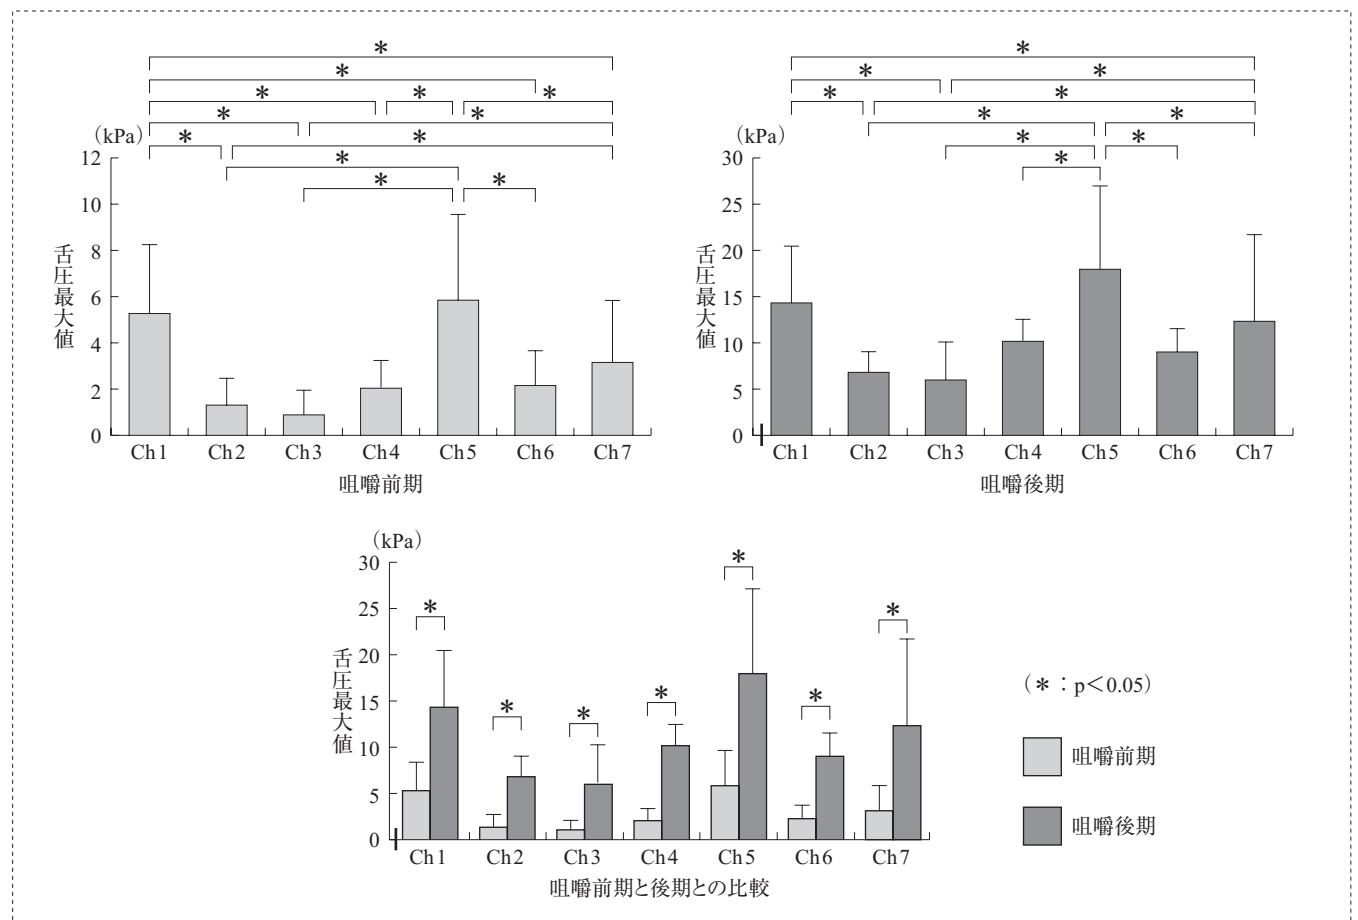 * *
* *
* * * * *
* * * *
(kPa) * * (kPa) * *
* *
* *
舌圧最大値
12
10
8
6
4
2
0
Ch1 Ch2 Ch3 Ch4 Ch5 Ch6 Ch7
咀嚼前期
舌圧最大値
30
25
20
15
10
5
0
Ch1 Ch2 Ch3 Ch4 Ch5 Ch6 Ch7
咀嚼後期
(kPa)
舌圧最大値
30
25
20
15
10
5
0
* * * * * * *
Ch1 Ch2 Ch3 Ch4 Ch5 Ch6 Ch7
咀嚼前期と後期との比較
(*:p<0.05)
咀嚼前期
咀嚼後期